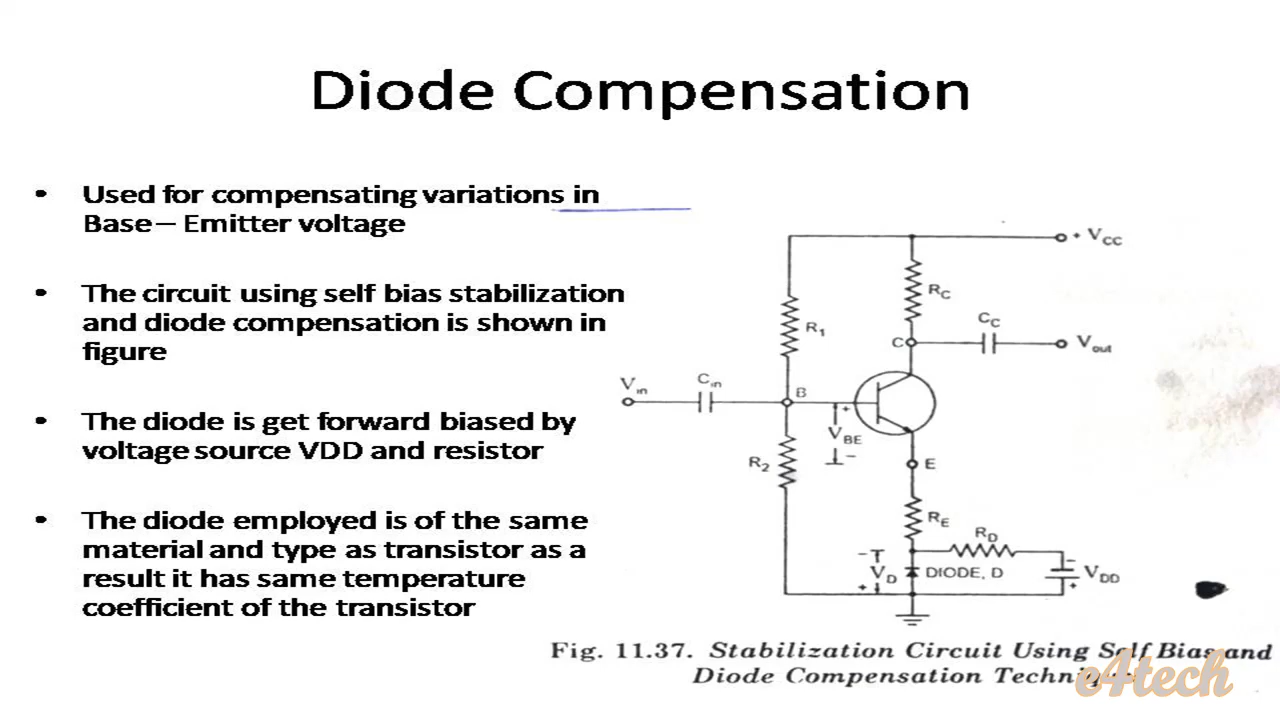 Diode Compensation
• Used for compensating variations in
Base – Emitter voltage
• The circuit using self bias stabilization
and diode compensation is shown in
figure
• The diode is get forward biased by
voltage source VDD and resistor
• The diode employed is of the same
material and type as transistor as a
result it has same temperature
coefficient of the transistor
+ VCC
RC
R1
CC
C
Vout
Vin
Cin
B
+
VBE
−
R2
E
RE
RD
−
VD
+
DIODE, D
−
VDD
+
Fig. 11.37. Stabilization Circuit Using Self Bias and
Diode Compensation
e4tech